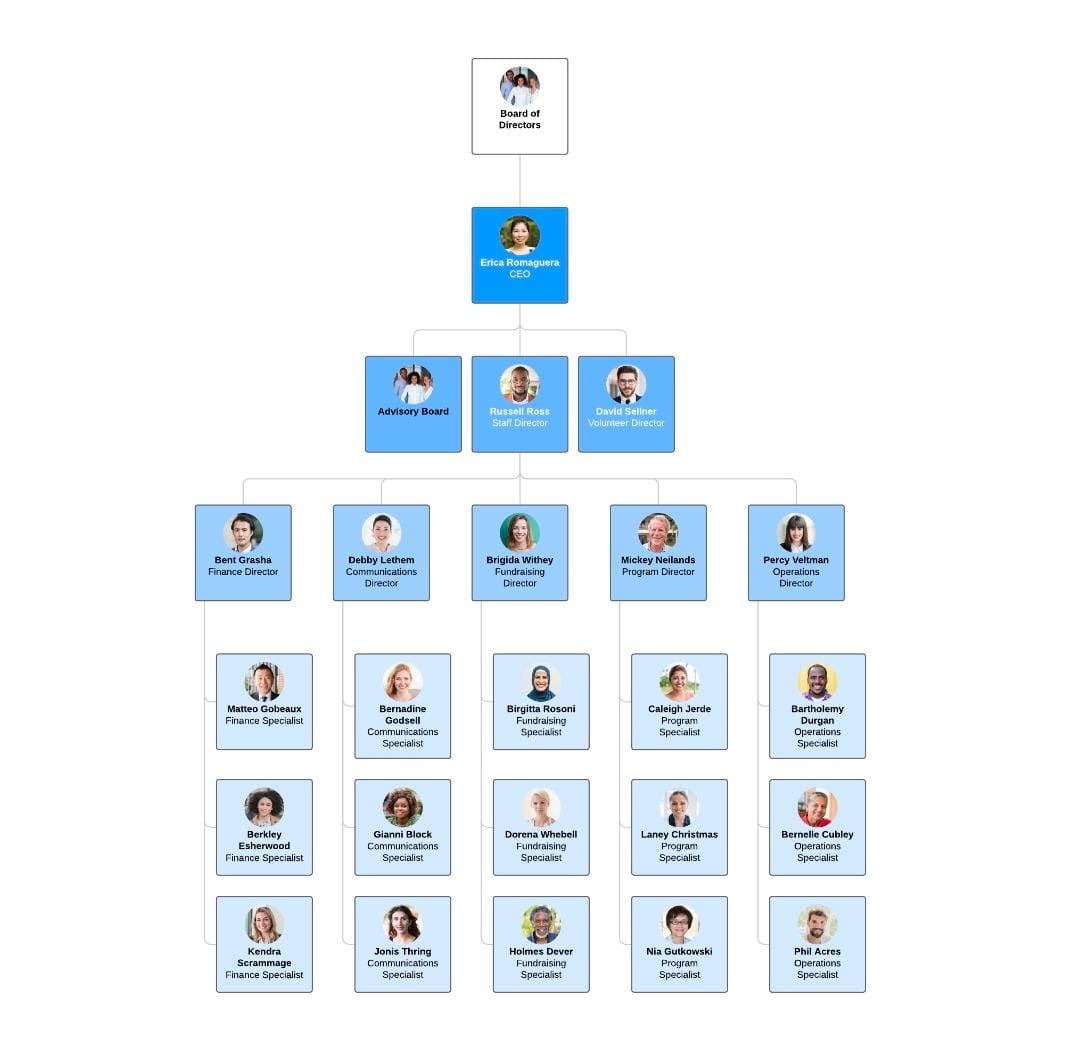 Board of
Directors
Erica Romaguera
CEO
Advisory Board
Russell Ross
Staff Director
David Sellner
Volunteer Director
Bent Grasha
Finance Director
Debby Lethem
Communications
Director
Brigida Withey
Fundraising
Director
Mickey Neilands
Program Director
Percy Veltman
Operations
Director
Matteo Gobeaux
Finance Specialist
Bernadine
Godsell
Communications
Specialist
Birgitta Rosoni
Fundraising
Specialist
Caleigh Jerde
Program
Specialist
Bartholemy
Durgan
Operations
Specialist
Berkley
Esherwood
Finance Specialist
Gianni Block
Communications
Specialist
Dorena Whebell
Fundraising
Specialist
Laney Christmas
Program
Specialist
Bernelle Cubley
Operations
Specialist
Kendra
Scrammage
Finance Specialist
Jonis Thring
Communications
Specialist
Holmes Dever
Fundraising
Specialist
Nia Gutkowski
Program
Specialist
Phil Acres
Operations
Specialist